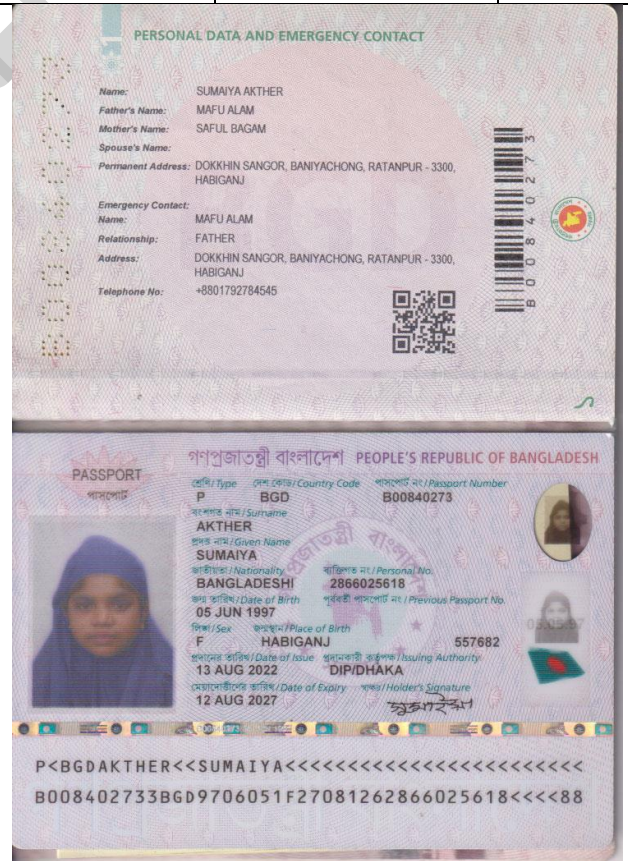 PERSONAL DATA AND EMERGENCY CONTACT
Name: SUMAIYA AKTHER
Father's Name: MAFU ALAM
Mother's Name: SAFUL BAGAM
Spouse's Name:
Permanent Address: DOKKHIN SANGOR, BANIYACHONG, RATANPUR - 3300,
HABIGANJ
Emergency Contact:
Name: MAFU ALAM
Relationship: FATHER
Address: DOKKHIN SANGOR, BANIYACHONG, RATANPUR - 3300,
HABIGANJ
Telephone No: +8801792784545
B00840273
গণপ্রজাতন্ত্রী বাংলাদেশ PEOPLE'S REPUBLIC OF BANGLADESH
PASSPORT
পাসপোর্ট
শ্রেণি/Type দেশ কোড/Country Code পাসপোর্ট নং/Passport Number
P BGD B00840273
বংশগত নাম/Surname
AKTHER
প্রদত্ত নাম/Given Name
SUMAIYA
জাতীয়তা/Nationality ব্যক্তিগত নং/Personal No.
BANGLADESHI 2866025618
জন্ম তারিখ/Date of Birth পূর্ববর্তী পাসপোর্ট নং/Previous Passport No.
05 JUN 1997
লিঙ্গ/Sex জন্মস্থান/Place of Birth
F HABIGANJ 557682
প্রদানের তারিখ/Date of Issue প্রদানকারী কর্তৃপক্ষ/Issuing Authority
13 AUG 2022 DIP/DHAKA
মেয়াদোত্তীর্ণের তারিখ/Date of Expiry স্বাক্ষর/Holder's Signature
12 AUG 2027
P<BGDAKTHER<<SUMAIYA<<<<<<<<<<<<<<<<<<<<<<<<
B008402733BGD9706051F27081262866025618<<<<88